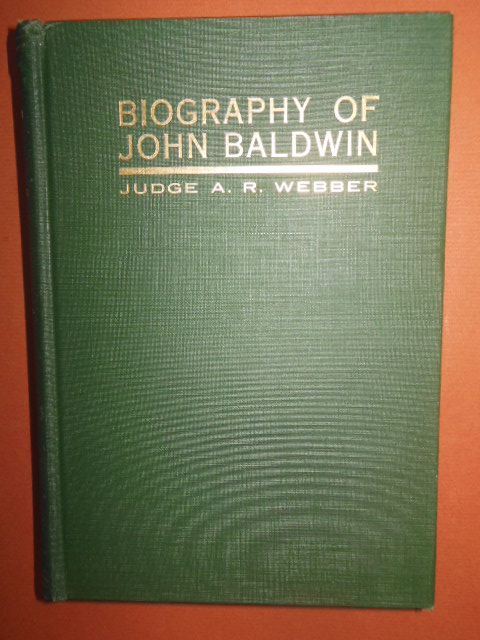 BIOGRAPHY OF
JOHN BALDWIN
JUDGE A. R. WEBBER